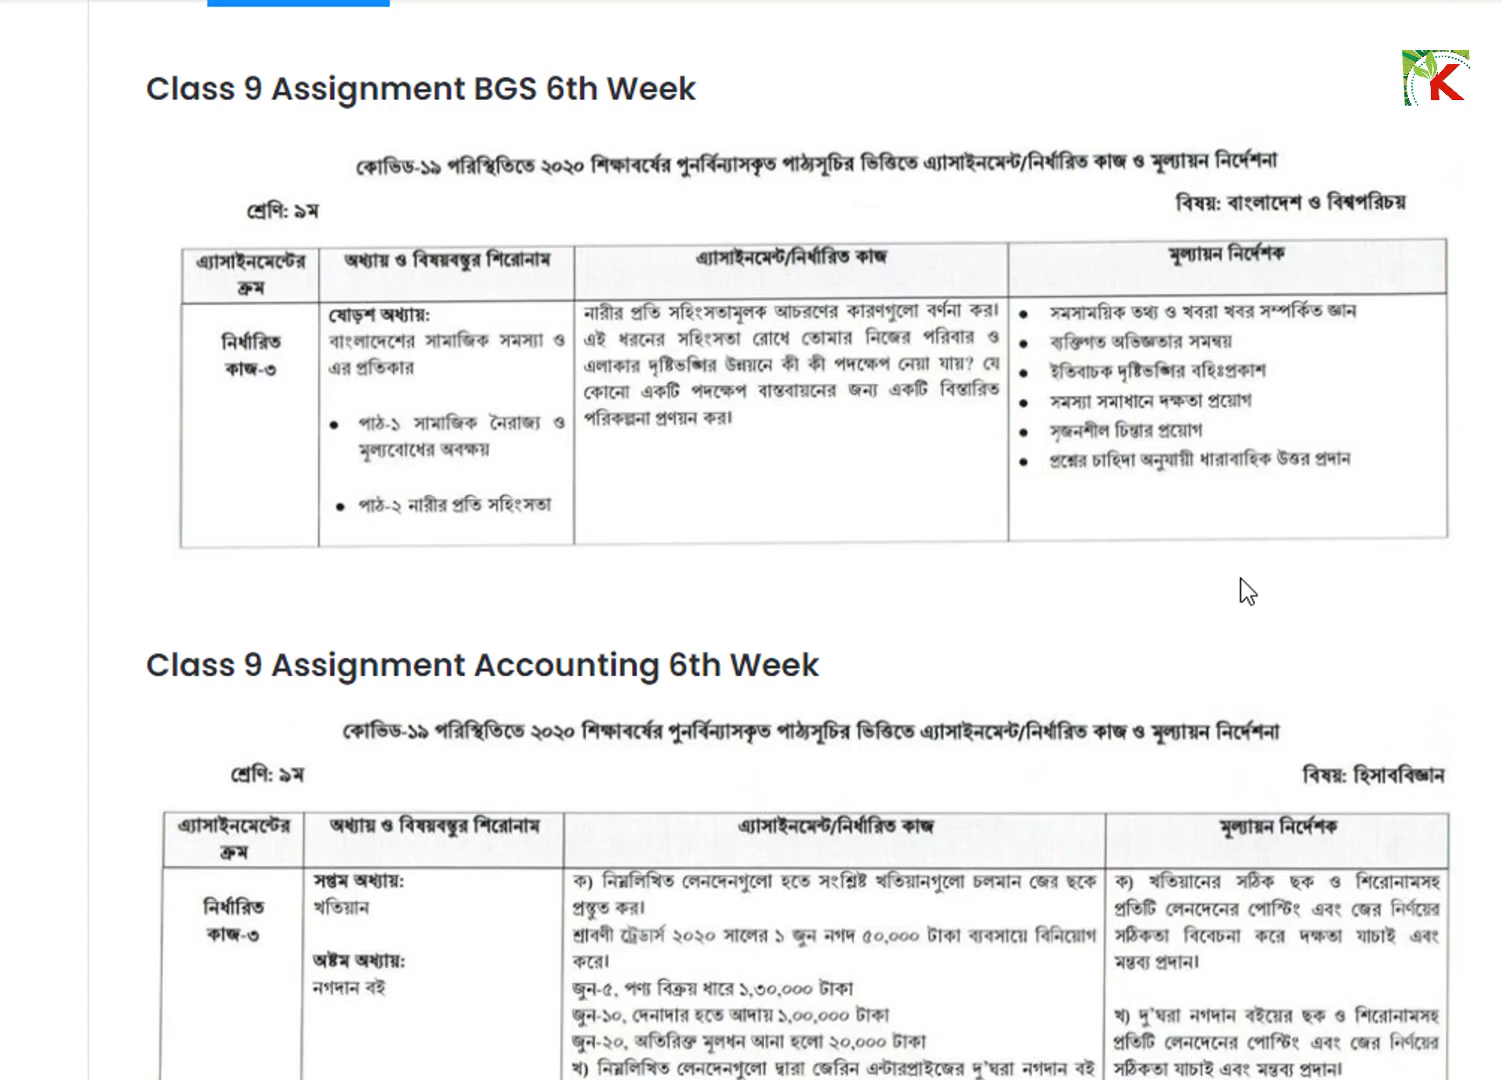 Class 9 Assignment BGS 6th Week
K
কোভিড-১৯ পরিস্থিতিতে ২০২০ শিক্ষাবর্ষের পুনর্বিন্যাসকৃত পাঠ্যসূচির ভিত্তিতে এ্যাসাইনমেন্ট/নির্ধারিত কাজ ও মূল্যায়ন নির্দেশনা
শ্রেণি: ৯ম
বিষয়: বাংলাদেশ ও বিশ্বপরিচয়
এ্যাসাইনমেন্টের
ক্রম
অধ্যায় ও বিষয়বস্তুর শিরোনাম
এ্যাসাইনমেন্ট/নির্ধারিত কাজ
মূল্যায়ন নির্দেশক
নির্ধারিত
কাজ-৩
ষোড়শ অধ্যায়:
বাংলাদেশের সামাজিক সমস্যা ও
এর প্রতিকার
● পাঠ-১ সামাজিক নৈরাজ্য ও
মূল্যবোধের অবক্ষয়
● পাঠ-২ নারীর প্রতি সহিংসতা
নারীর প্রতি সহিংসতামূলক আচরণের কারণগুলো বর্ণনা কর।
এই ধরনের সহিংসতা রোধে তোমার নিজের পরিবার ও
এলাকার দৃষ্টিভঙ্গির উন্নয়নে কী কী পদক্ষেপ নেয়া যায়? যে
কোনো একটি পদক্ষেপ বাস্তবায়নের জন্য একটি বিস্তারিত
পরিকল্পনা প্রণয়ন কর।
● সমসাময়িক তথ্য ও খবরা খবর সম্পর্কিত জ্ঞান
● ব্যক্তিগত অভিজ্ঞতার সমন্বয়
● ইতিবাচক দৃষ্টিভঙ্গির বহিঃপ্রকাশ
● সমস্যা সমাধানে দক্ষতা প্রয়োগ
● সৃজনশীল চিন্তার প্রয়োগ
● প্রশ্নের চাহিদা অনুযায়ী ধারাবাহিক উত্তর প্রদান
Class 9 Assignment Accounting 6th Week
কোভিড-১৯ পরিস্থিতিতে ২০২০ শিক্ষাবর্ষের পুনর্বিন্যাসকৃত পাঠ্যসূচির ভিত্তিতে এ্যাসাইনমেন্ট/নির্ধারিত কাজ ও মূল্যায়ন নির্দেশনা
শ্রেণি: ৯ম
বিষয়: হিসাববিজ্ঞান
এ্যাসাইনমেন্টের
ক্রম
অধ্যায় ও বিষয়বস্তুর শিরোনাম
এ্যাসাইনমেন্ট/নির্ধারিত কাজ
মূল্যায়ন নির্দেশক
নির্ধারিত
কাজ-৩
সপ্তম অধ্যায়:
খতিয়ান
অষ্টম অধ্যায়:
নগদান বই
ক) নিম্নলিখিত লেনদেনগুলো হতে সংশ্লিষ্ট খতিয়ানগুলো চলমান জের ছকে
প্রস্তুত কর।
শ্রাবণী ট্রেডার্স ২০২০ সালের ১ জুন নগদ ৫০,০০০ টাকা ব্যবসায়ে বিনিয়োগ
করে।
জুন-৫, পণ্য বিক্রয় ধারে ১,৩০,০০০ টাকা
জুন-১০, দেনাদার হতে আদায় ১,০০,০০০ টাকা
জুন-২০, অতিরিক্ত মূলধন আনা হলো ২০,০০০ টাকা
খ) নিম্নলিখিত লেনদেনগুলো দ্বারা জেরিন এন্টারপ্রাইজের দু'ঘরা নগদান বই
ক) খতিয়ানের সঠিক ছক ও শিরোনামসহ
প্রতিটি লেনদেনের পোস্টিং এবং জের নির্ণয়ের
সঠিকতা বিবেচনা করে দক্ষতা যাচাই এবং
মন্তব্য প্রদান।
খ) দু'ঘরা নগদান বইয়ের ছক ও শিরোনামসহ
প্রতিটি লেনদেনের পোস্টিং এবং জের নির্ণয়ের
সঠিকতা যাচাই এবং মন্তব্য প্রদান।